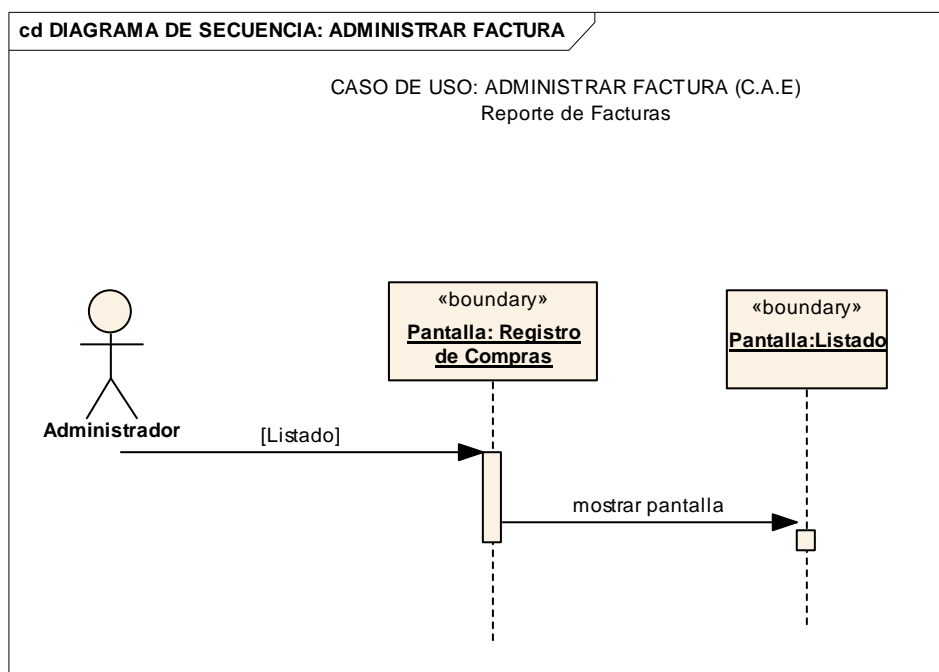 cd DIAGRAMA DE SECUENCIA: ADMINISTRAR FACTURA
CASO DE USO: ADMINISTRAR FACTURA (C.A.E)
Reporte de Facturas
Administrador
«boundary»
Pantalla: Registro
de Compras
«boundary»
Pantalla:Listado
[Listado]
mostrar pantalla